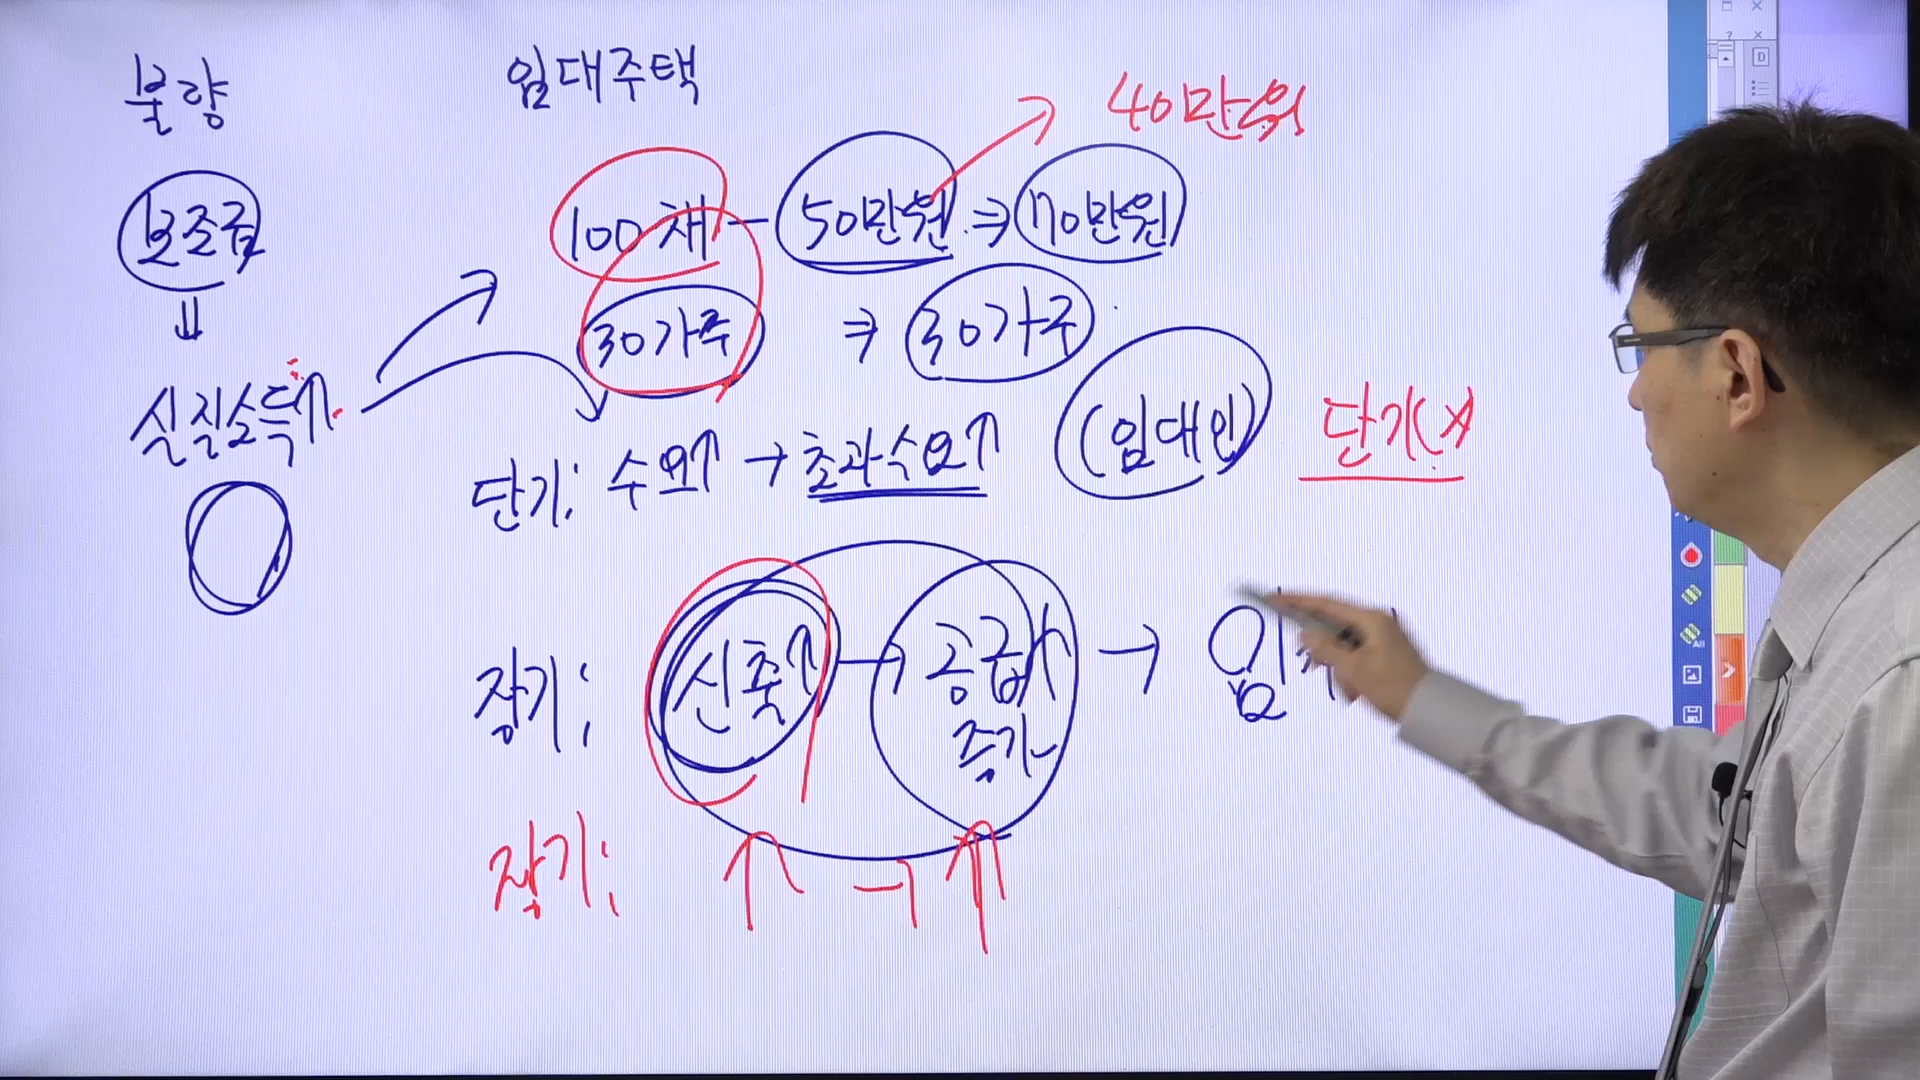 불량
임대주택
40만원
보조금
100채 - 50만원 ⇒ 70만원
⇓
30가구 ⇒ 30가구
실질소득↑
단기: 수요↑ → 초과수요↑ (임대인) 단기(x
장기: 신축↑ → 공급↑ → 임
증가
장기: ↑ → ↑